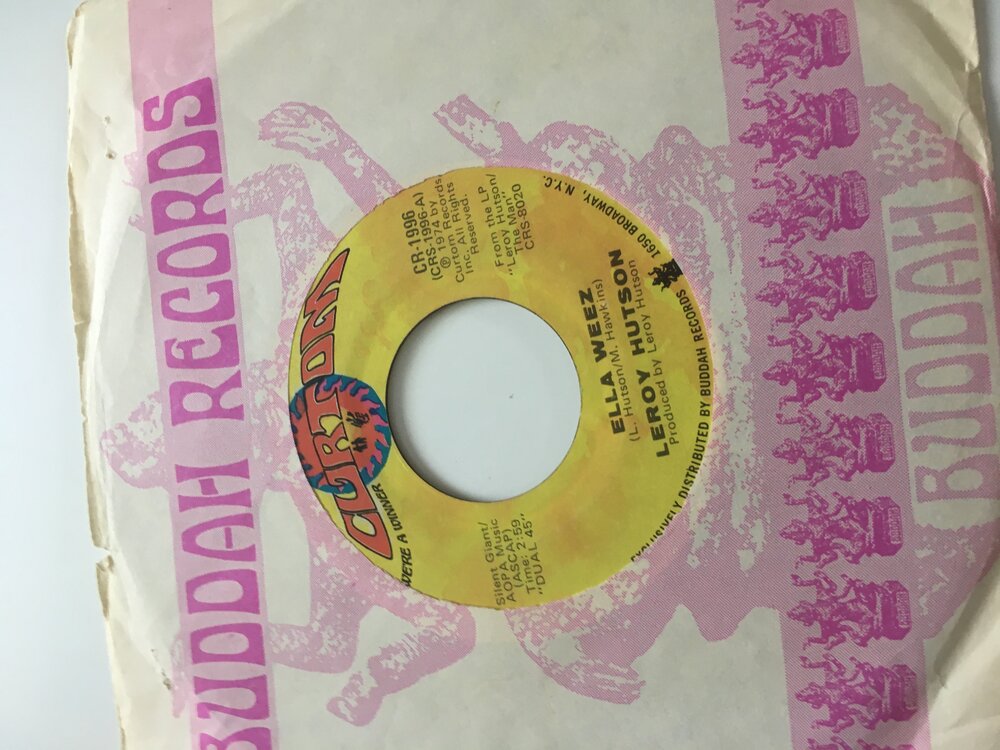 BUDDAH RECORDS
WE'RE A WINNER
CURTOM
CR-1996
(CRS-1996-A)
℗ 1974 by
Curtom Records,
Inc. All Rights
Reserved.
From the LP
"Leroy Hutson/
The Man"
CRS-8020
Silent Giant/
AOPA Music
(ASCAP)
Time: 2:59
"DUAL 45"
ELLA WEEZ
(L. Hutson/M. Hawkins)
LEROY HUTSON
Produced by Leroy Hutson
EXCLUSIVELY DISTRIBUTED BY BUDDAH RECORDS 1650 BROADWAY, N.Y.C.
BUDDAH